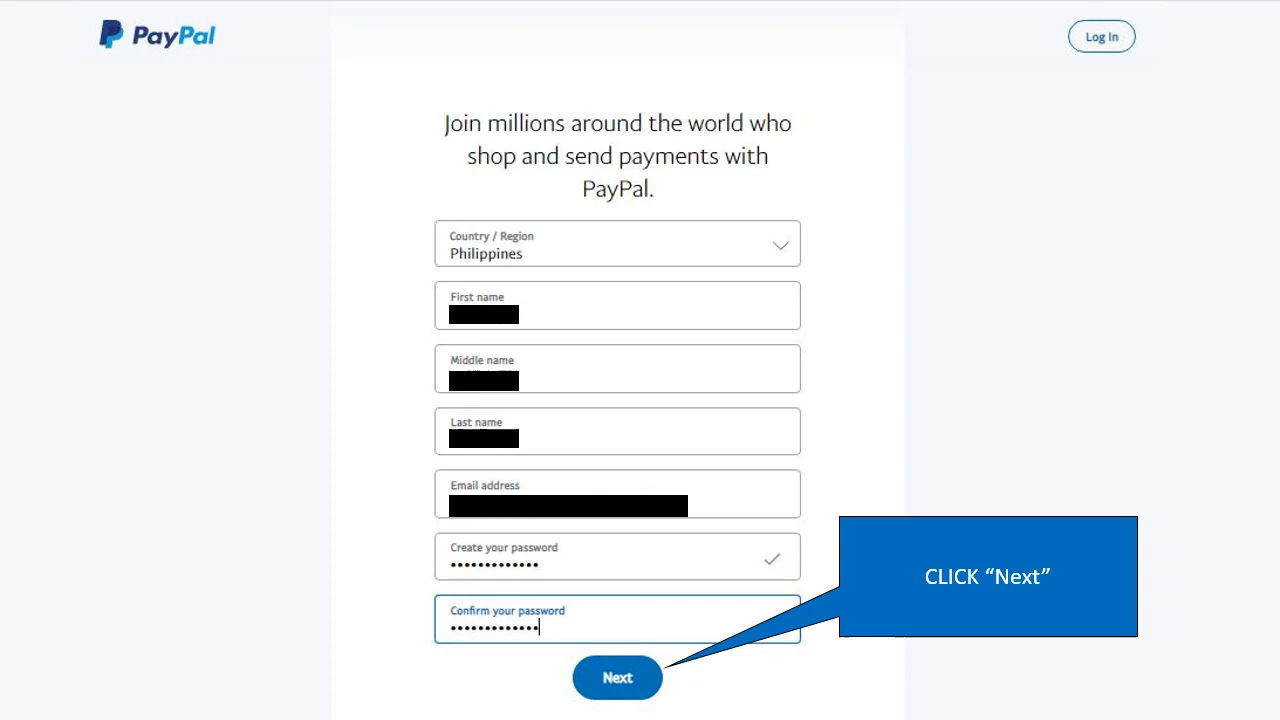 PayPal
Log In
Join millions around the world who
shop and send payments with
PayPal.
Country / Region
Philippines
First name
Middle name
Last name
Email address
Create your password
•••••••••••••
Confirm your password
•••••••••••••
CLICK “Next”
Next